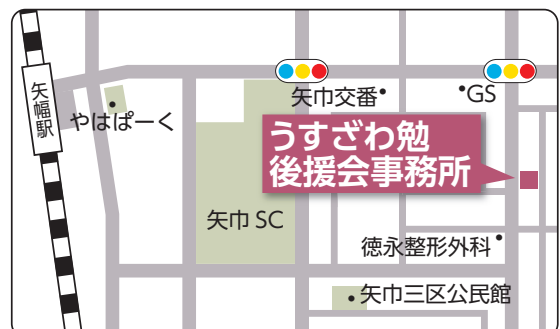 矢幅駅
やはぱーく
矢巾交番
GS
うすざわ勉
後援会事務所
矢巾 SC
徳永整形外科
矢巾三区公民館